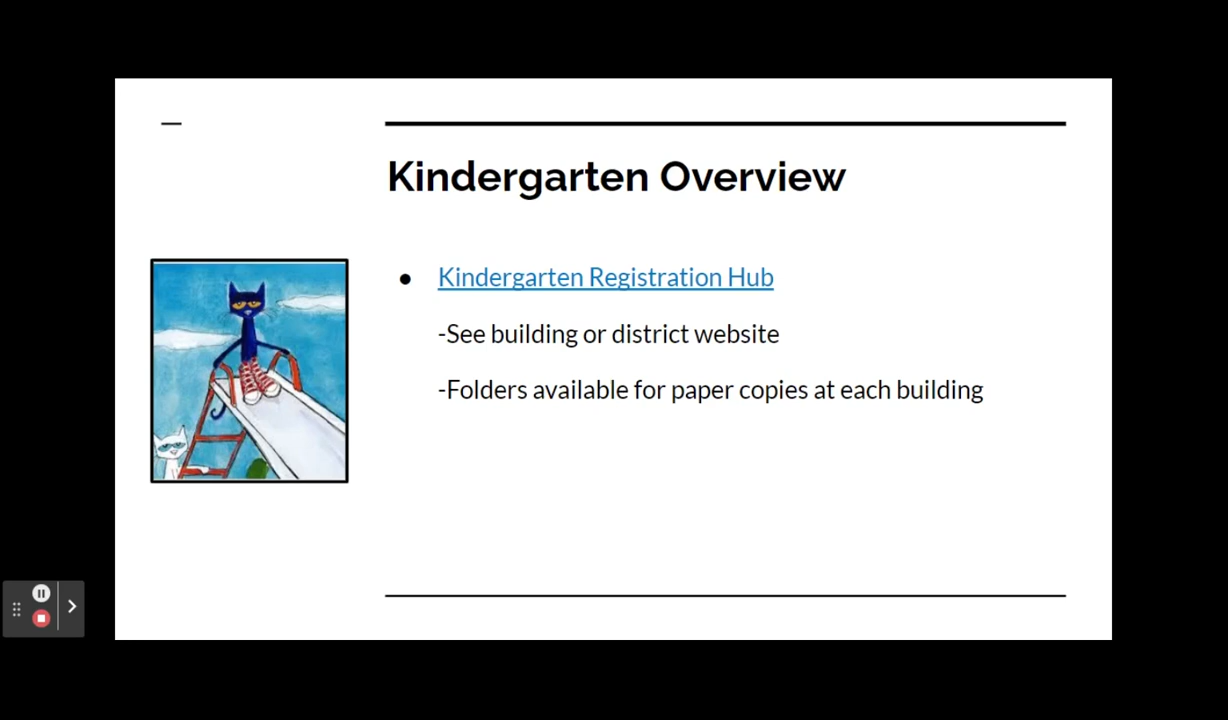 Kindergarten Overview
● Kindergarten Registration Hub
-See building or district website
-Folders available for paper copies at each building